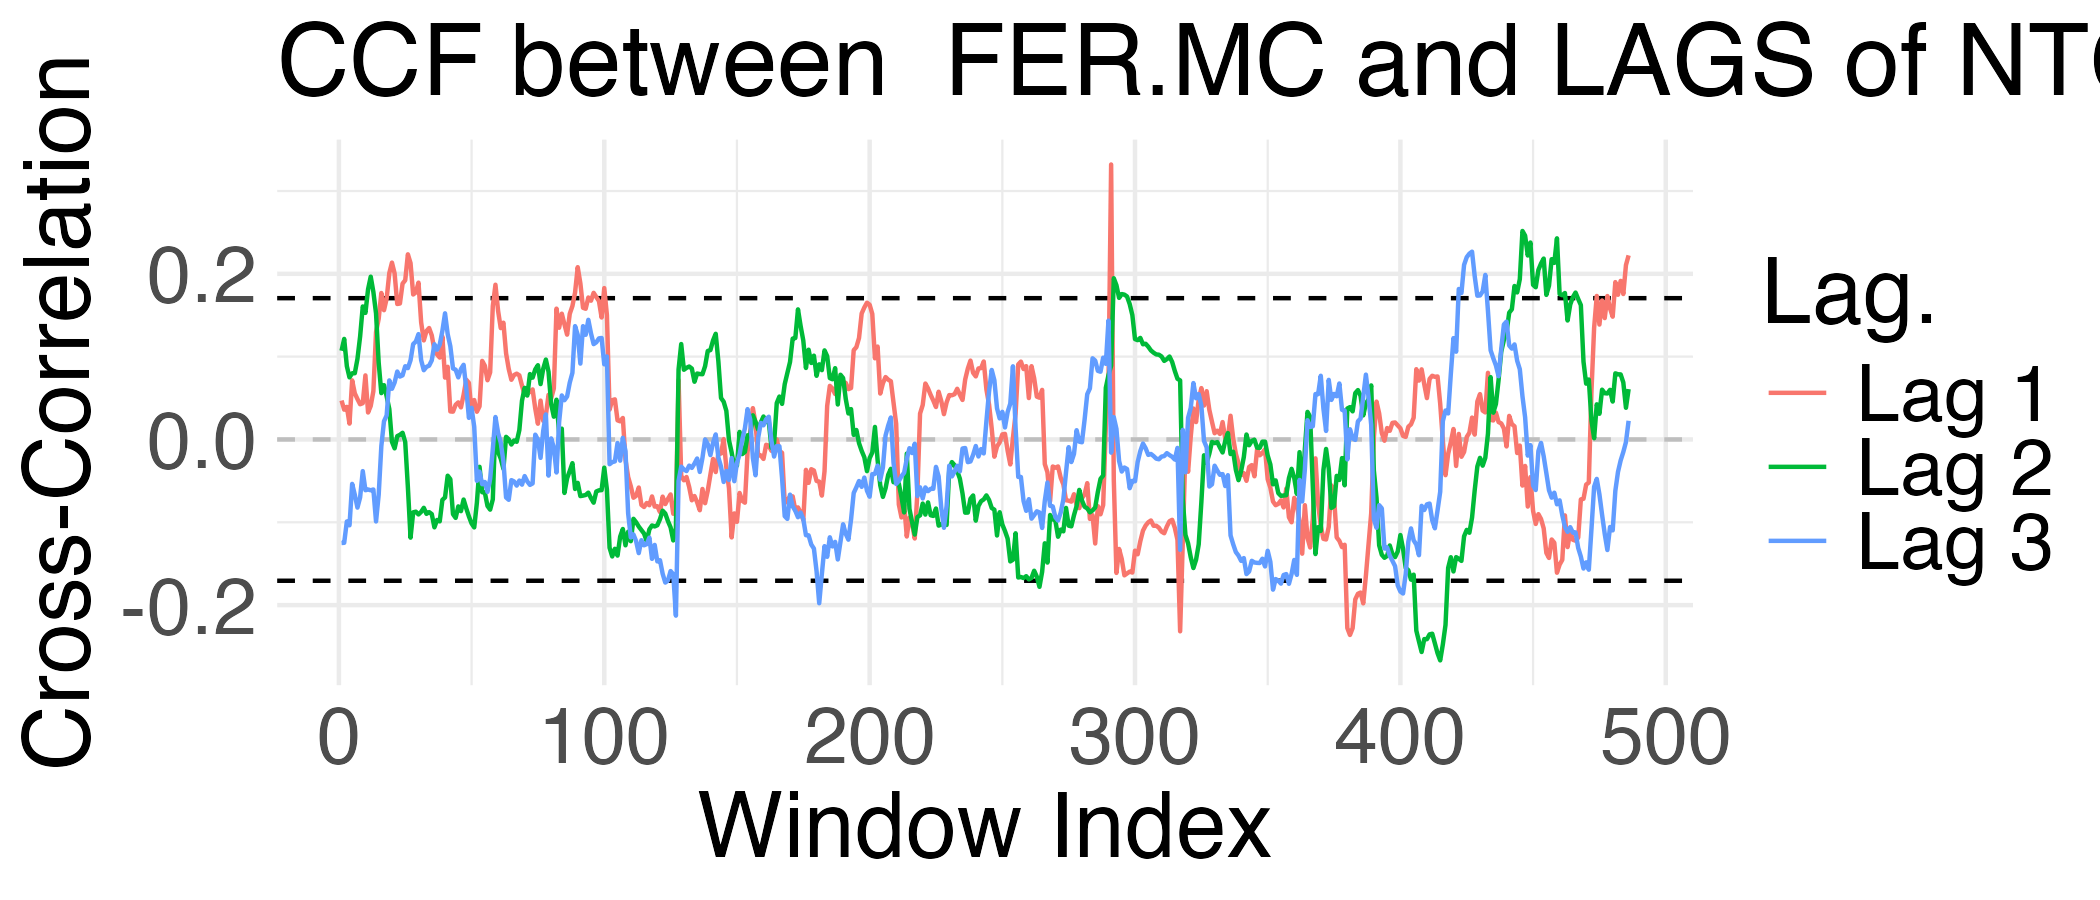 CCF between  FER.MC and LAGS of
Cross-Correlation
0.2
0.0
-0.2
0
100
200
300
400
500
Window Index
Lag.
Lag 1
Lag 2
Lag 3